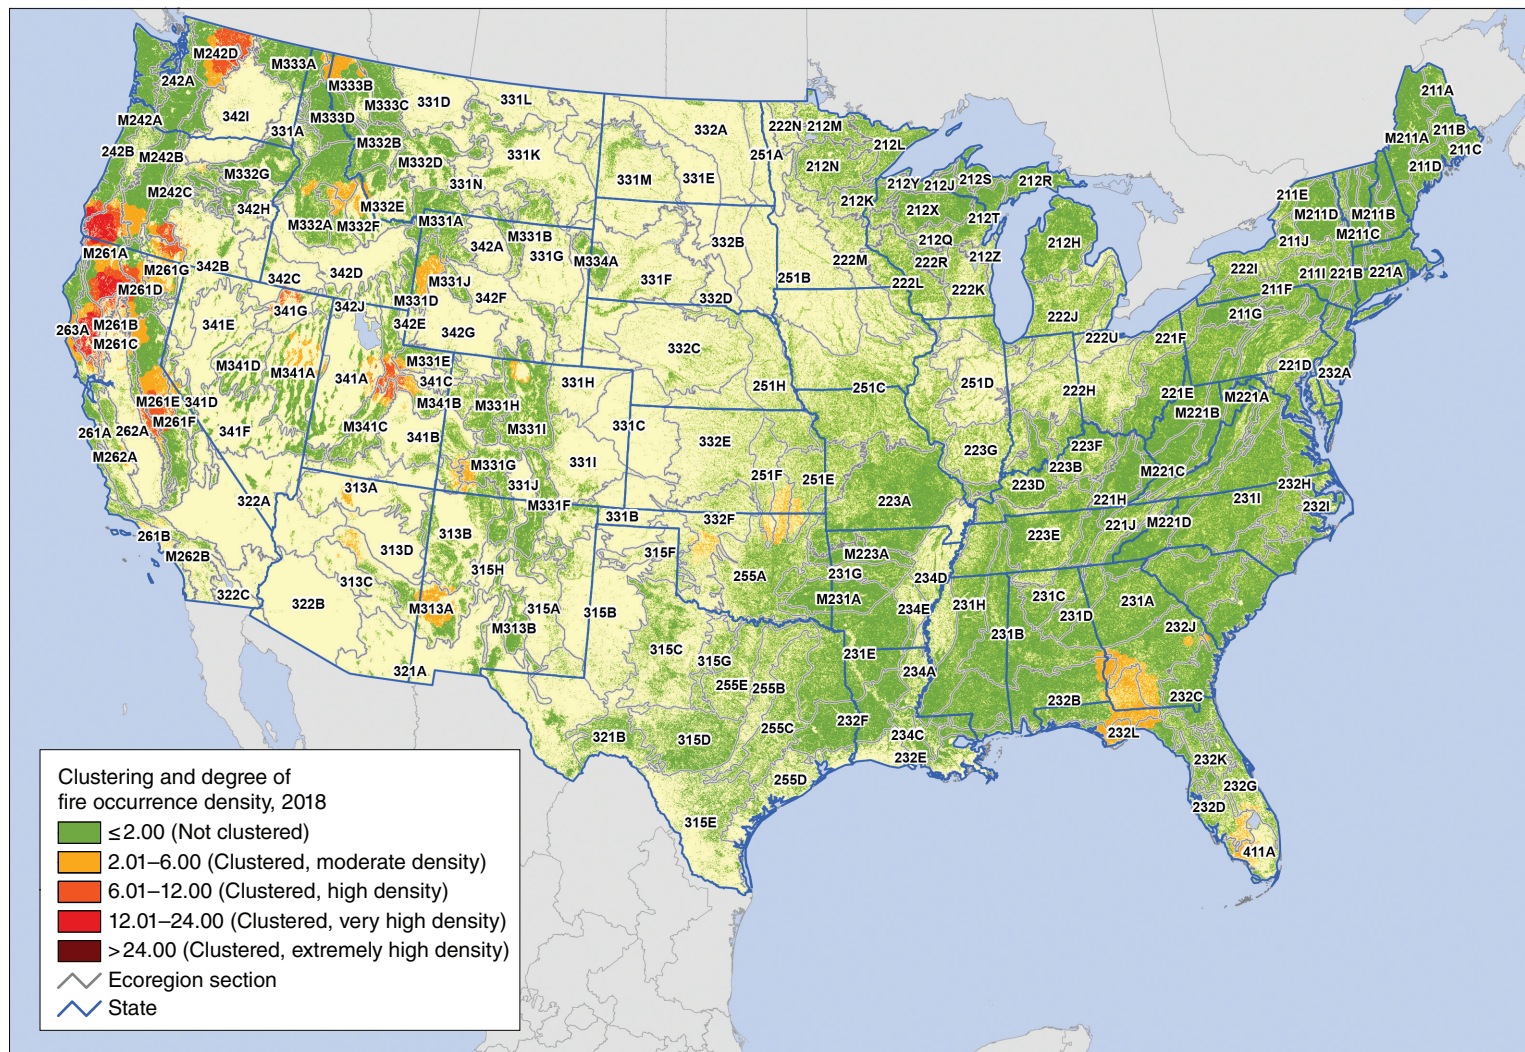 M242D
M333A
242A
M333B
M333C
331D
331L
211A
M242A
342I
331A
M333D
332A
222N
212M
M211A
211B
211C
242B
M242B
M332B
M332D
331K
251A
212L
212N
211D
M332G
M242C
331N
331M
331E
212Y
212J
212S
212R
211E
342H
M332E
M332A
M332F
M331A
212K
212X
212T
M211D
M211B
M211C
342A
M331B
331G
M334A
332B
212Q
212H
211J
M261A
M261G
342B
342C
342D
M331J
331F
251B
222M
222R
212Z
222I
211I
221B
221A
M261D
M331D
342F
332D
222L
222K
211F
341G
342J
342E
342G
222J
211G
263A
M261B
M261C
341E
332C
222U
221F
M341D
M341A
341A
M331E
341C
331H
251H
251C
251D
222H
221D
232A
M261E
341D
M341B
M331H
221E
M221A
M261F
M341C
341B
M331I
331C
M221B
261A
262A
341F
332E
223G
223F
M262A
M331G
331I
251F
251E
223B
M221C
322A
313A
331J
M331F
223A
223D
221H
232H
231I
232I
261B
313B
331B
332F
221J
M221D
M262B
313D
315H
315F
M223A
223E
313C
255A
231G
234D
322C
322B
M313A
315A
315B
M231A
234E
231H
231C
231D
231A
M313B
231B
232J
321A
315C
315G
231E
234A
255E
255B
232B
232C
321B
315D
255C
232F
234C
232L
232E
232K
255D
232G
232D
315E
411A
Clustering and degree of
fire occurrence density, 2018
≤2.00 (Not clustered)
2.01–6.00 (Clustered, moderate density)
6.01–12.00 (Clustered, high density)
12.01–24.00 (Clustered, very high density)
>24.00 (Clustered, extremely high density)
Ecoregion section
State